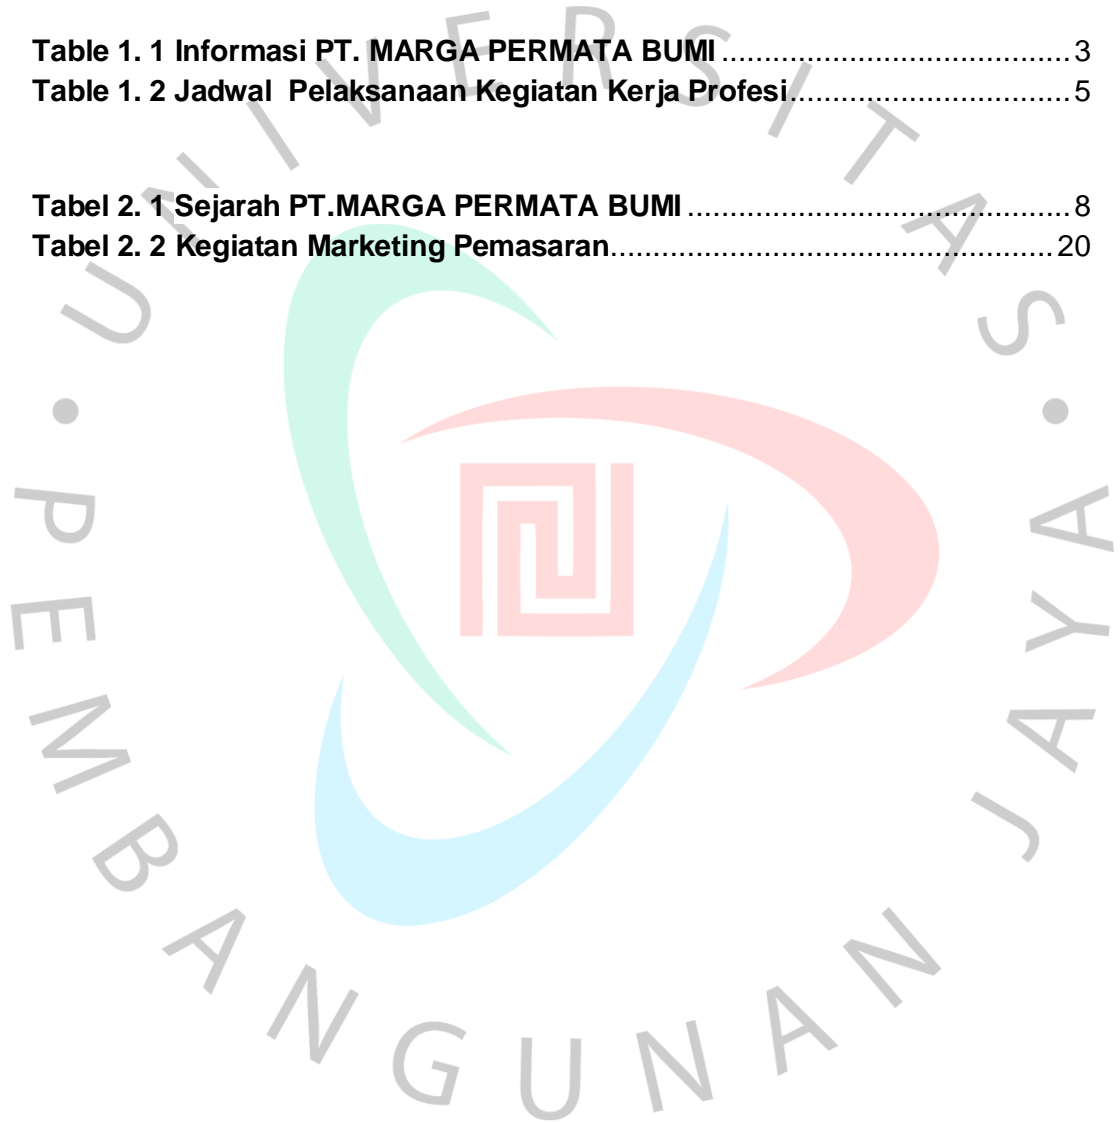 Table 1. 1 Informasi PT. MARGA PERMATA BUMI ......................................... 3
Table 1. 2 Jadwal  Pelaksanaan Kegiatan Kerja Profesi................................. 5
Tabel 2. 1 Sejarah PT.MARGA PERMATA BUMI ............................................. 8
Tabel 2. 2 Kegiatan Marketing Pemasaran.................................................... 20
UNIVERSITAS
• PEMBANGUNAN JAYA •